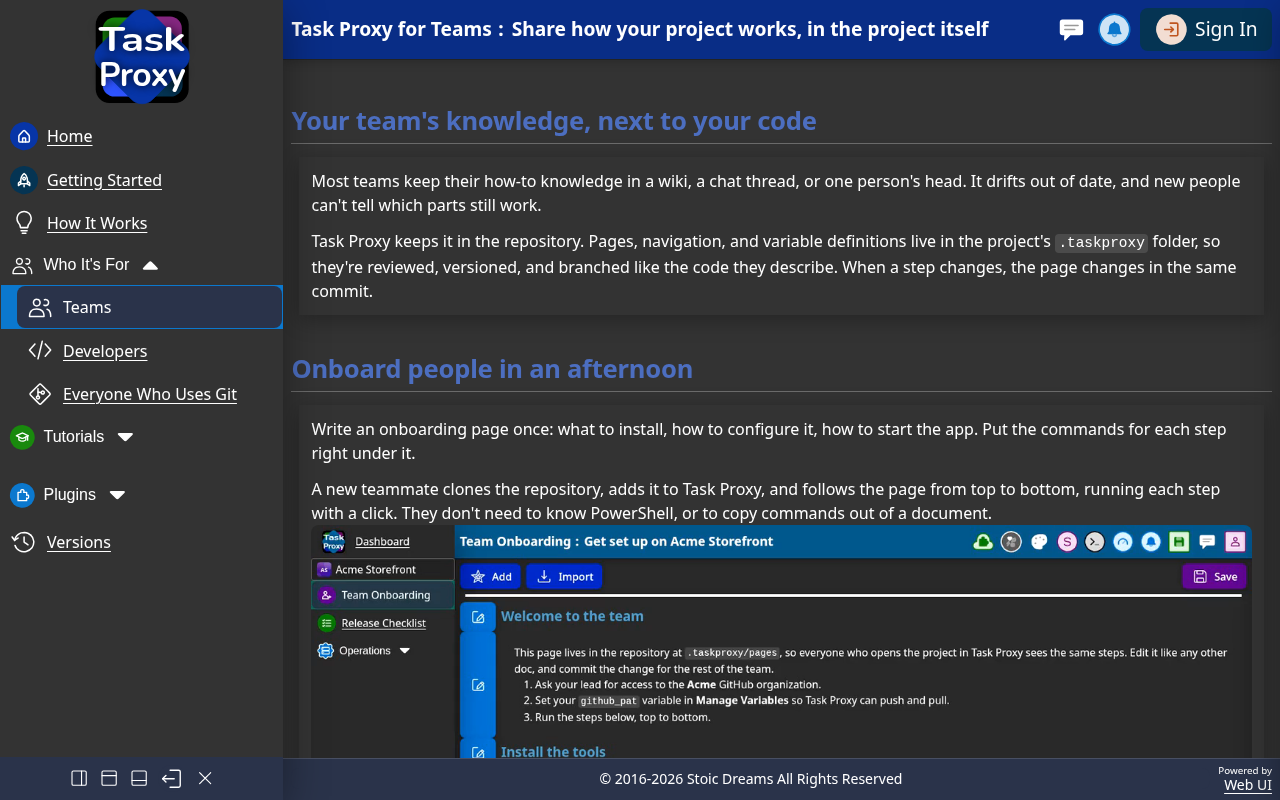 Task Proxy
Home
Getting Started
How It Works
Who It's For
Teams
Developers
Everyone Who Uses Git
Tutorials
Plugins
Versions
Task Proxy for Teams : Share how your project works, in the project itself
Sign In
Your team's knowledge, next to your code
Most teams keep their how-to knowledge in a wiki, a chat thread, or one person's head. It drifts out of date, and new people
can't tell which parts still work.
Task Proxy keeps it in the repository. Pages, navigation, and variable definitions live in the project's .taskproxy folder, so
they're reviewed, versioned, and branched like the code they describe. When a step changes, the page changes in the same
commit.
Onboard people in an afternoon
Write an onboarding page once: what to install, how to configure it, how to start the app. Put the commands for each step
right under it.
A new teammate clones the repository, adds it to Task Proxy, and follows the page from top to bottom, running each step
with a click. They don't need to know PowerShell, or to copy commands out of a document.
Task Proxy
Dashboard
Team Onboarding : Get set up on Acme Storefront
S
AS Acme Storefront
Team Onboarding
Release Checklist
Operations
Add
Import
Save
Welcome to the team
This page lives in the repository at .taskproxy/pages, so everyone who opens the project in Task Proxy sees the same steps. Edit it like any other
doc, and commit the change for the rest of the team.
1. Ask your lead for access to the Acme GitHub organization.
2. Set your github_pat variable in Manage Variables so Task Proxy can push and pull.
3. Run the steps below, top to bottom.
Install the tools
© 2016-2026 Stoic Dreams All Rights Reserved
Powered by
Web UI